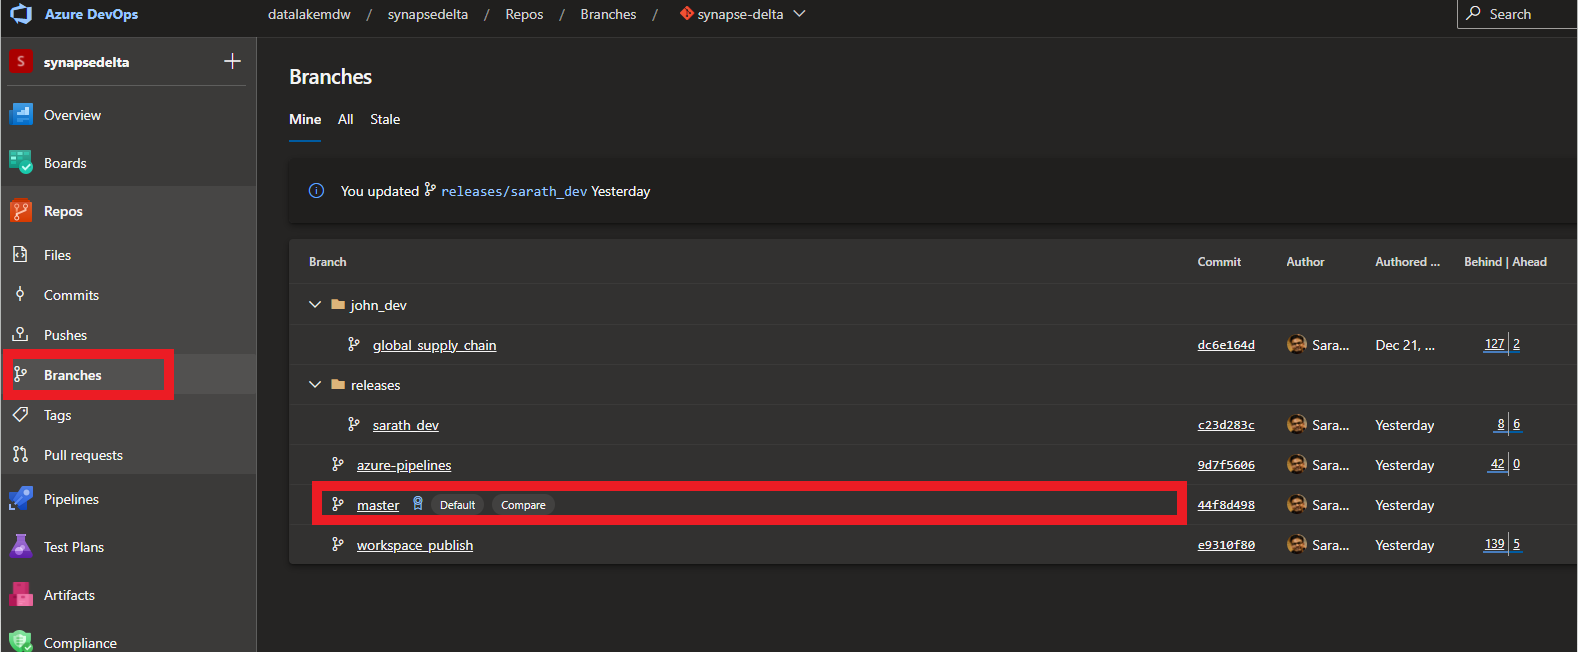 Azure DevOps
datalakemdw / synapsedelta / Repos / Branches / synapse-delta
Search
S synapsedelta
Overview
Boards
Repos
Files
Commits
Pushes
Branches
Tags
Pull requests
Pipelines
Test Plans
Artifacts
Compliance
Branches
Mine All Stale
You updated releases/sarath_dev Yesterday
Branch Commit Author Authored ... Behind | Ahead
john_dev
global_supply_chain dc6e164d Sara... Dec 21, ... 127 2
releases
sarath_dev c23d283c Sara... Yesterday 8 6
azure-pipelines 9d7f5606 Sara... Yesterday 42 0
master Default Compare 44f8d498 Sara... Yesterday
workspace_publish e9310f80 Sara... Yesterday 139 5